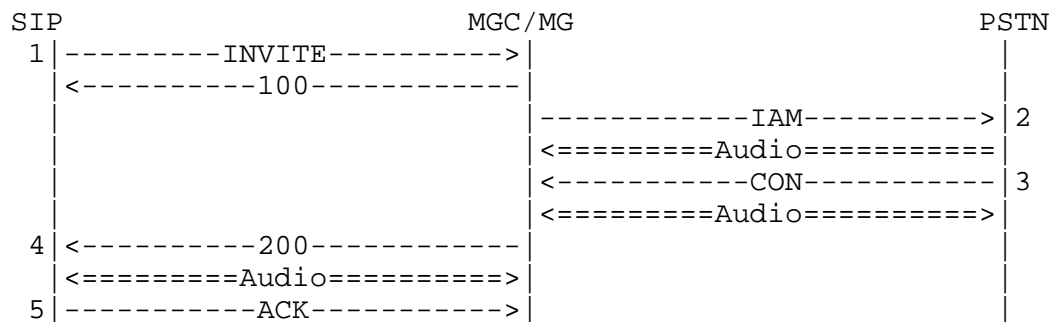 SIP                       MGC/MG                       PSTN
 1|---------INVITE---------->|                           |
  |<----------100------------|                           |
  |                          |------------IAM---------->|2
  |                          |<=========Audio===========|
  |                          |<-----------CON-----------|3
  |                          |<=========Audio==========>|
 4|<----------200------------|                           |
  |<=========Audio==========>|                           |
 5|-----------ACK----------->|                           |